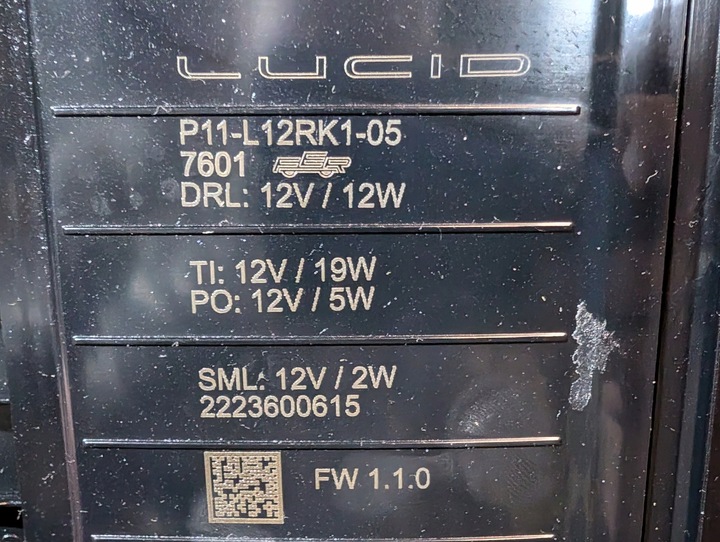 LUCID
P11-L12RK1-05
7601 FER
DRL: 12V / 12W
TI: 12V / 19W
PO: 12V / 5W
SML: 12V / 2W
2223600615
FW 1.1.0